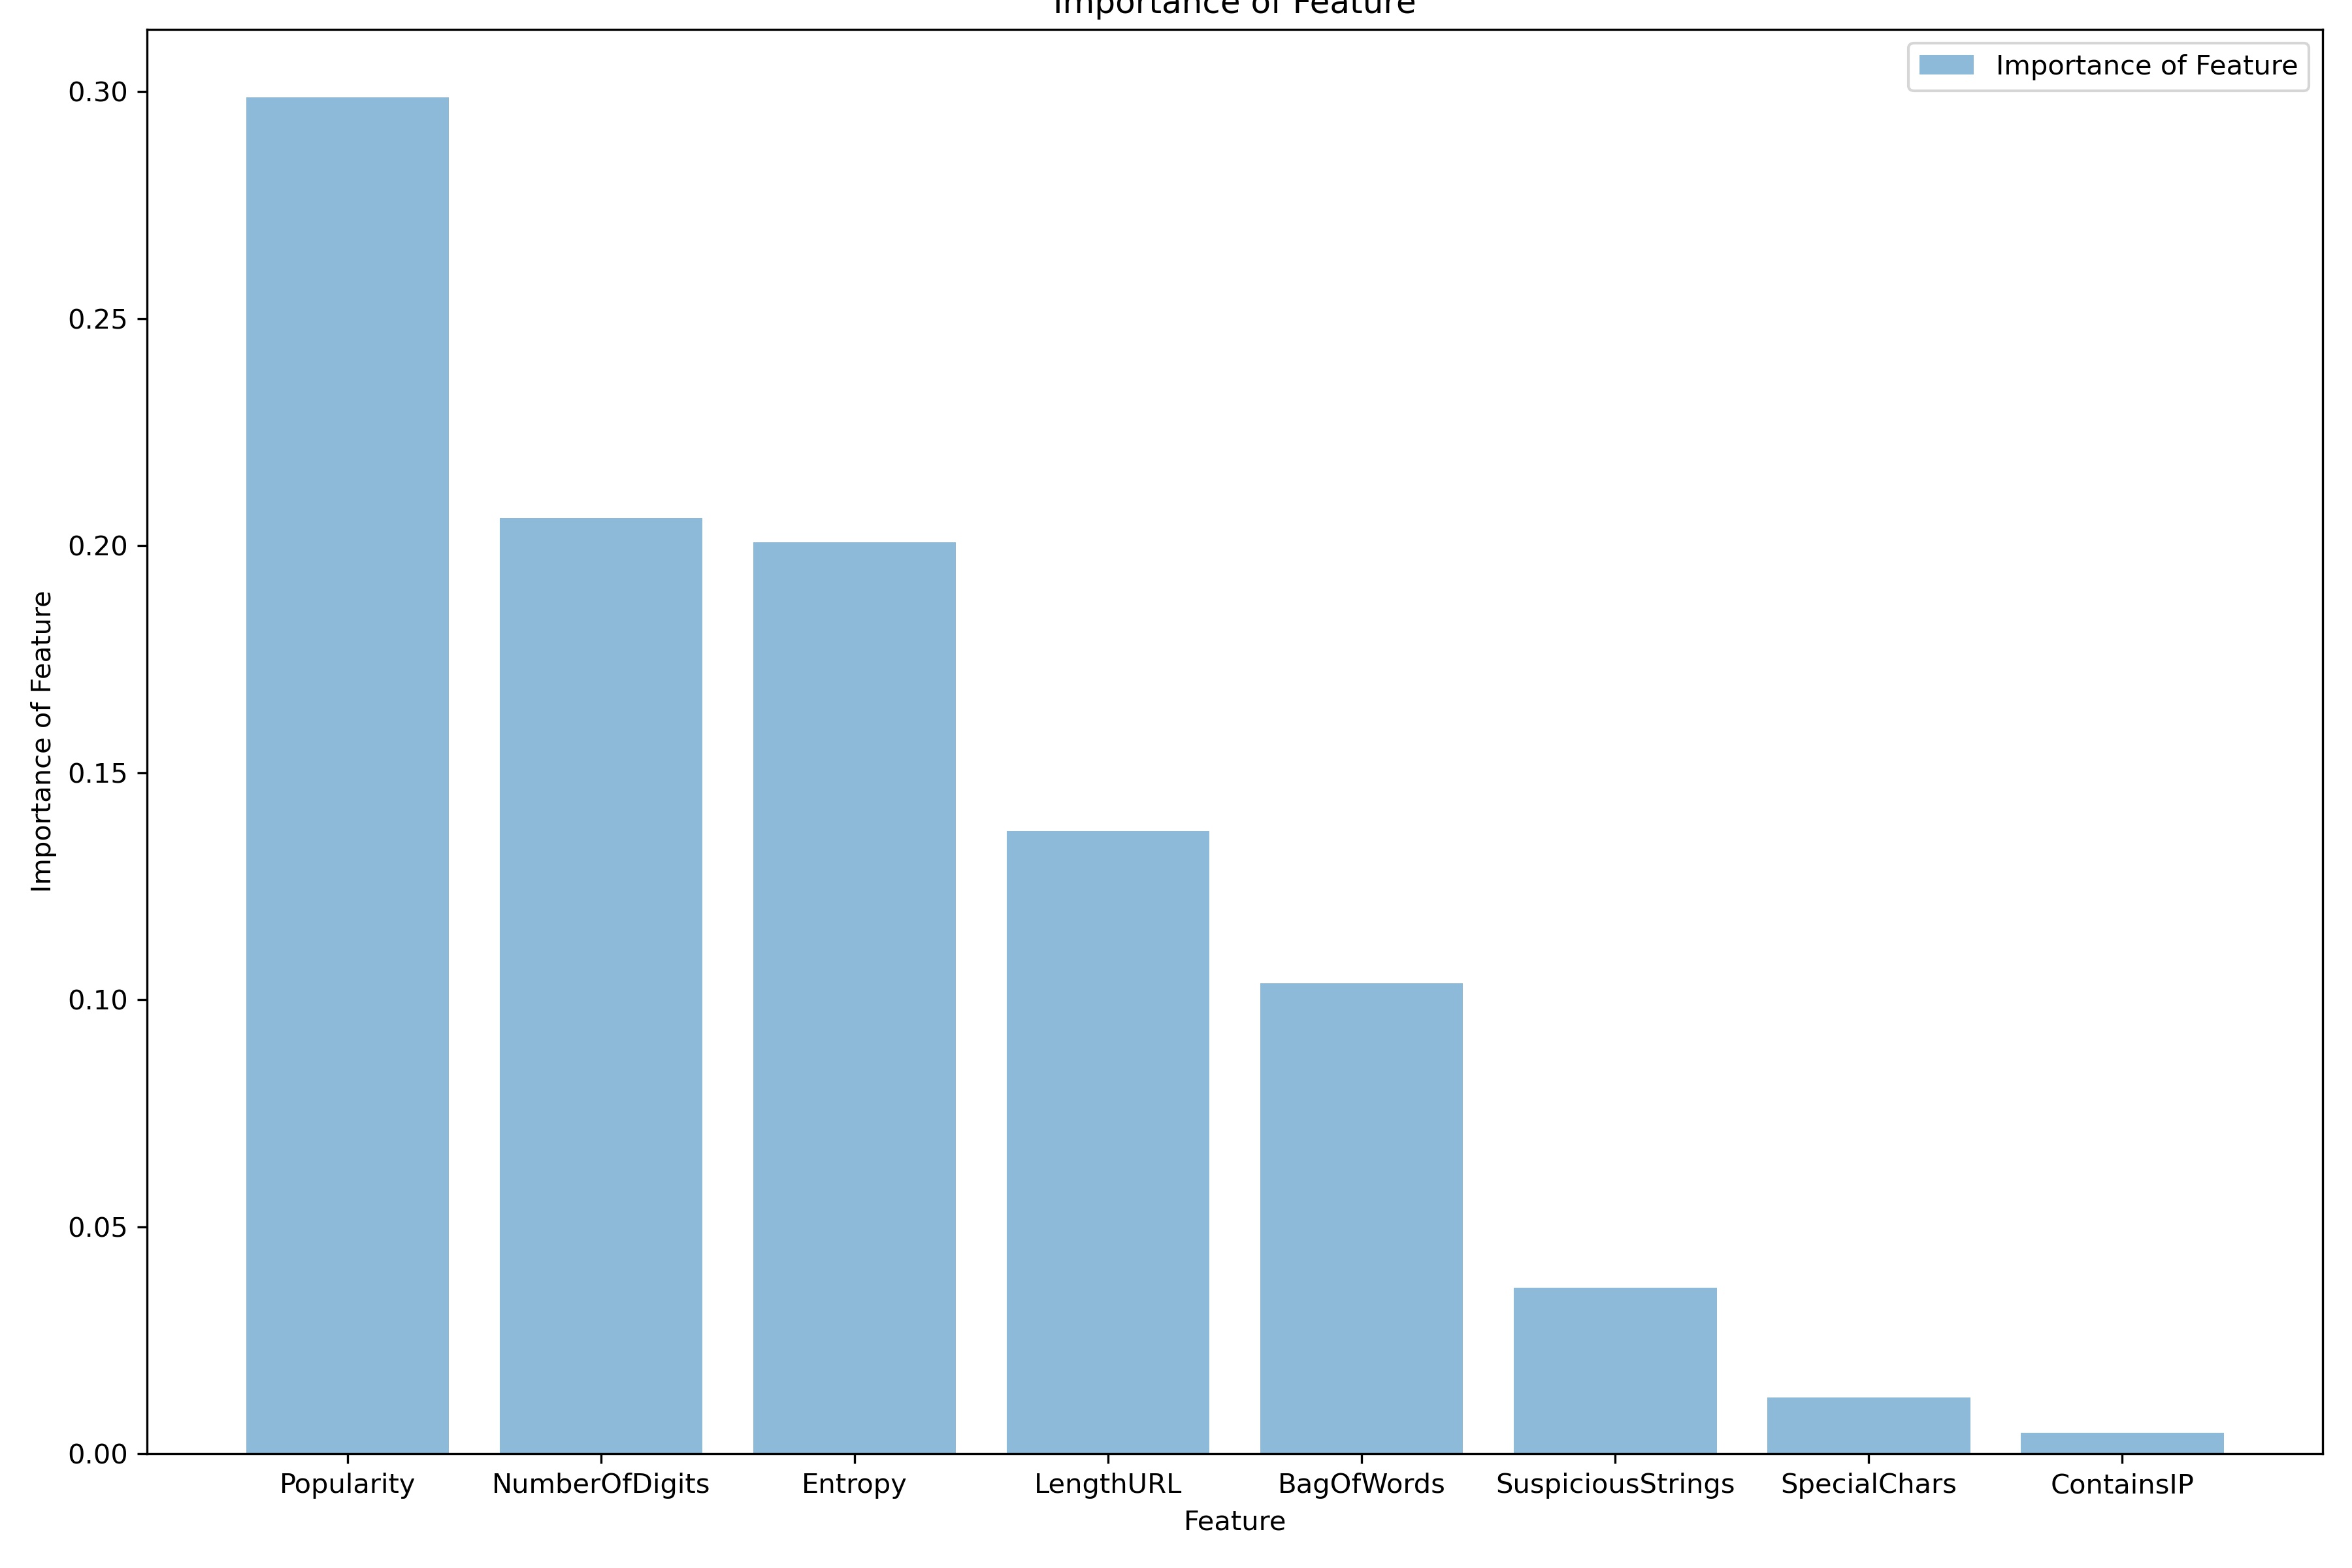 Importance of Feature
Importance of Feature
0.30
0.25
0.20
0.15
0.10
0.05
0.00
Importance of Feature
Popularity NumberOfDigits Entropy LengthURL BagOfWords SuspiciousStrings SpecialChars ContainsIP
Feature